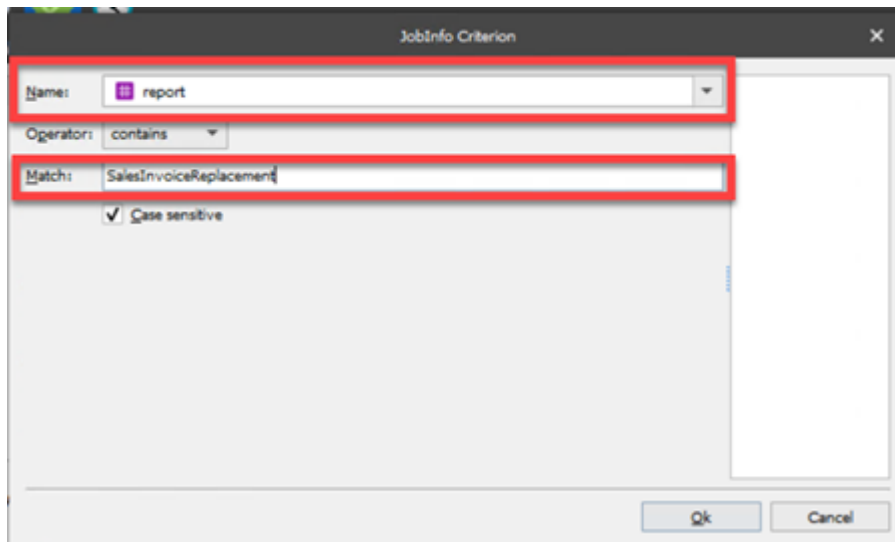 JobInfo Criterion
Name: report
Operator: contains
Match: SalesInvoiceReplacement
Case sensitive
Ok Cancel